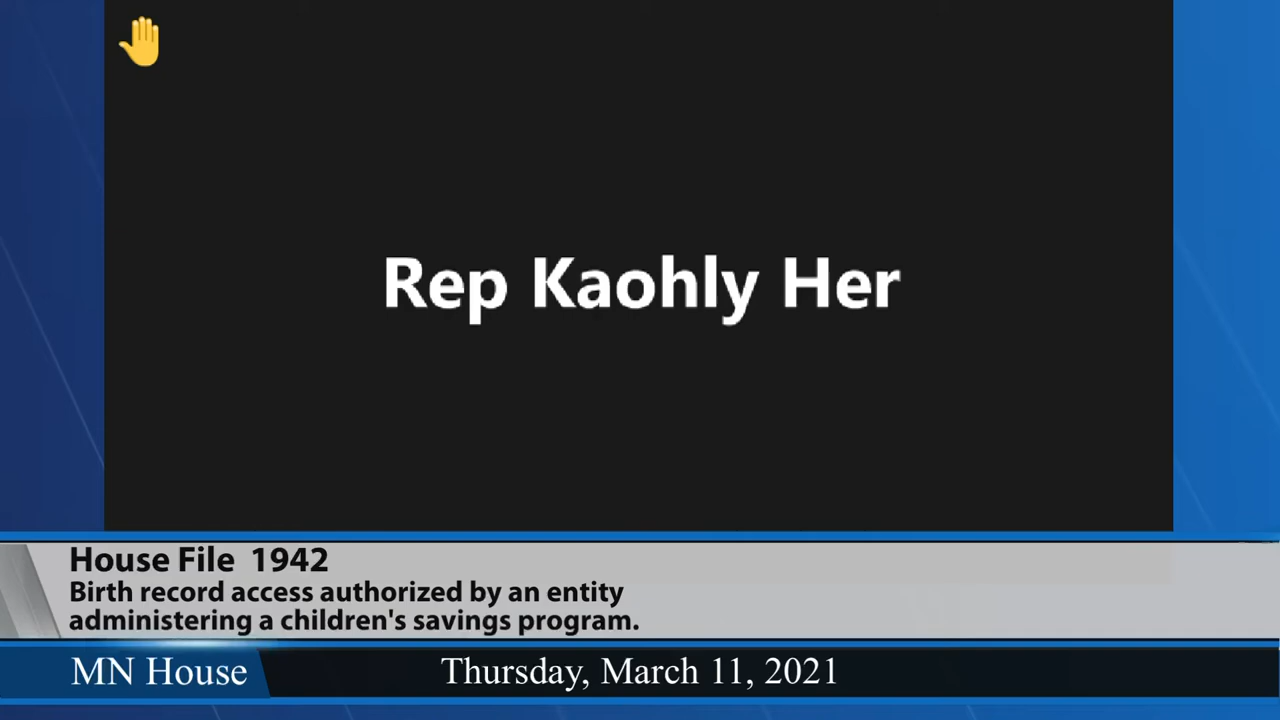 Rep Kaohly Her
House File 1942
Birth record access authorized by an entity
administering a children's savings program.
MN House
Thursday, March 11, 2021